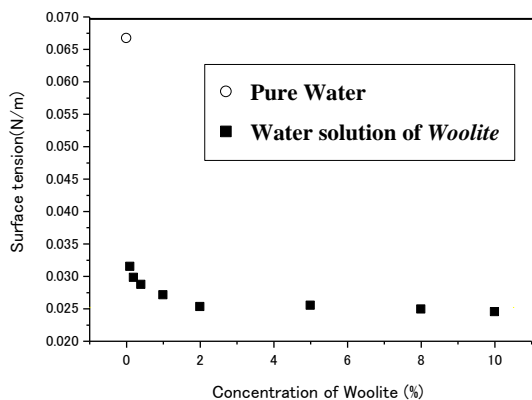 0.070
0.065
0.060
0.055
0.050
0.045
0.040
0.035
0.030
0.025
0.020
Surface tension(N/m)
Pure Water
Water solution of Woolite
0 2 4 6 8 10
Concentration of Woolite (%)